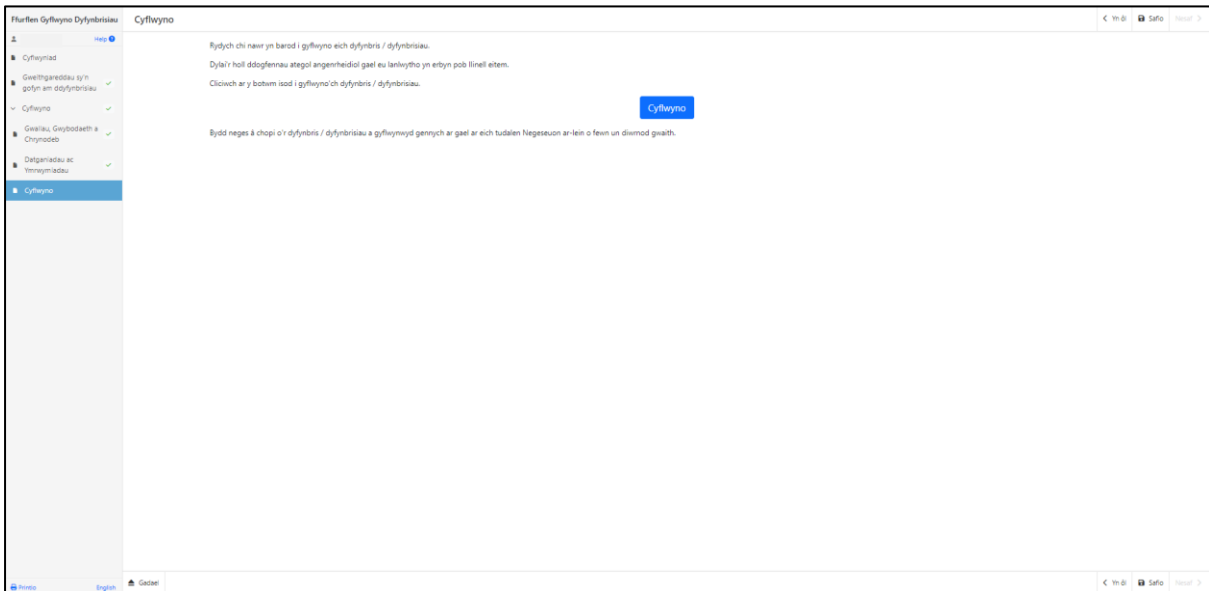 Ffurflen Gyflwyno Dyfynbrisiau
Cyflwyno
Yn ôl
Safio
Nesaf
Help
Cyflwyniad
Gweithgareddau sy'n
gofyn am ddyfynbrisiau
Cyflwyno
Gwallau, Gwybodaeth a
Chrynodeb
Datganiadau ac
Ymrwymiadau
Cyflwyno
Rydych chi nawr yn barod i gyflwyno eich dyfynbris / dyfynbrisiau.
Dylai'r holl ddogfennau ategol angenrheidiol gael eu lanlwytho yn erbyn pob llinell eitem.
Cliciwch ar y botwm isod i gyflwyno'ch dyfynbris / dyfynbrisiau.
Cyflwyno
Bydd neges â chopi o'r dyfynbris / dyfynbrisiau a gyflwynwyd gennych ar gael ar eich tudalen Negeseuon ar-lein o fewn un diwrnod gwaith.
Printio
English
Gadael
Yn ôl
Safio
Nesaf